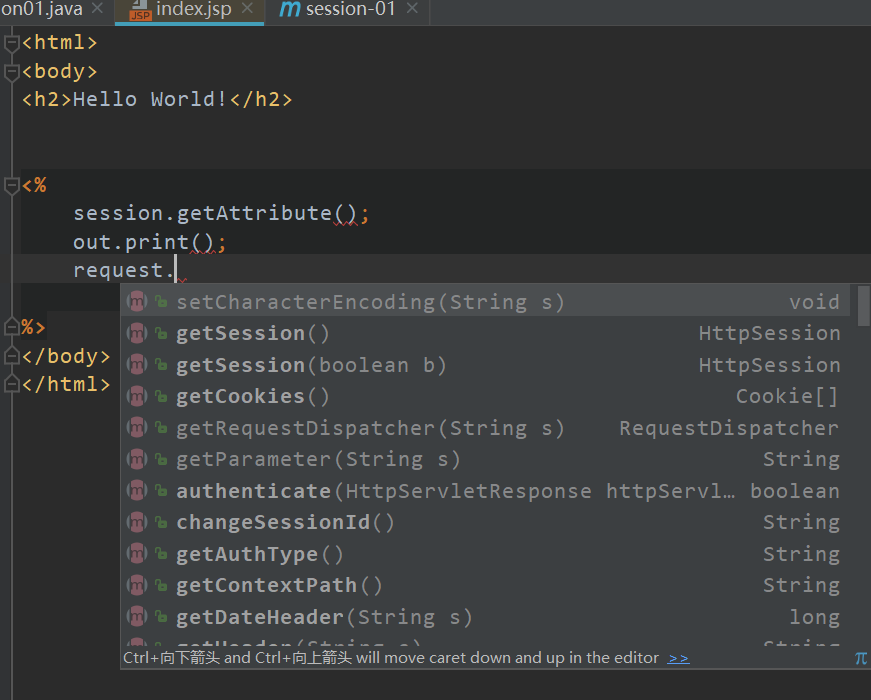 on01.java index.jsp session-01
<html>
<body>
<h2>Hello World!</h2>
<%
session.getAttribute();
out.print();
request.
setCharacterEncoding(String s) void
getSession() HttpSession
getSession(boolean b) HttpSession
getCookies() Cookie[]
getRequestDispatcher(String s) RequestDispatcher
getParameter(String s) String
authenticate(HttpServletResponse httpServl… boolean
changeSessionId() String
getAuthType() String
getContextPath() String
getDateHeader(String s) long
getHeader(String s) String
Ctrl+向下箭头 and Ctrl+向上箭头 will move caret down and up in the editor >>
%>
</body>
</html>